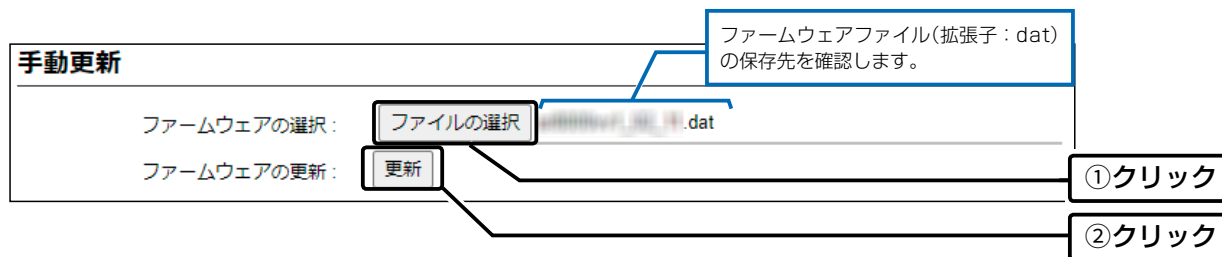 ファームウェアファイル（拡張子：dat）
の保存先を確認します。
手動更新
ファームウェアの選択： ファイルの選択 .dat
ファームウェアの更新： 更新
①クリック
②クリック